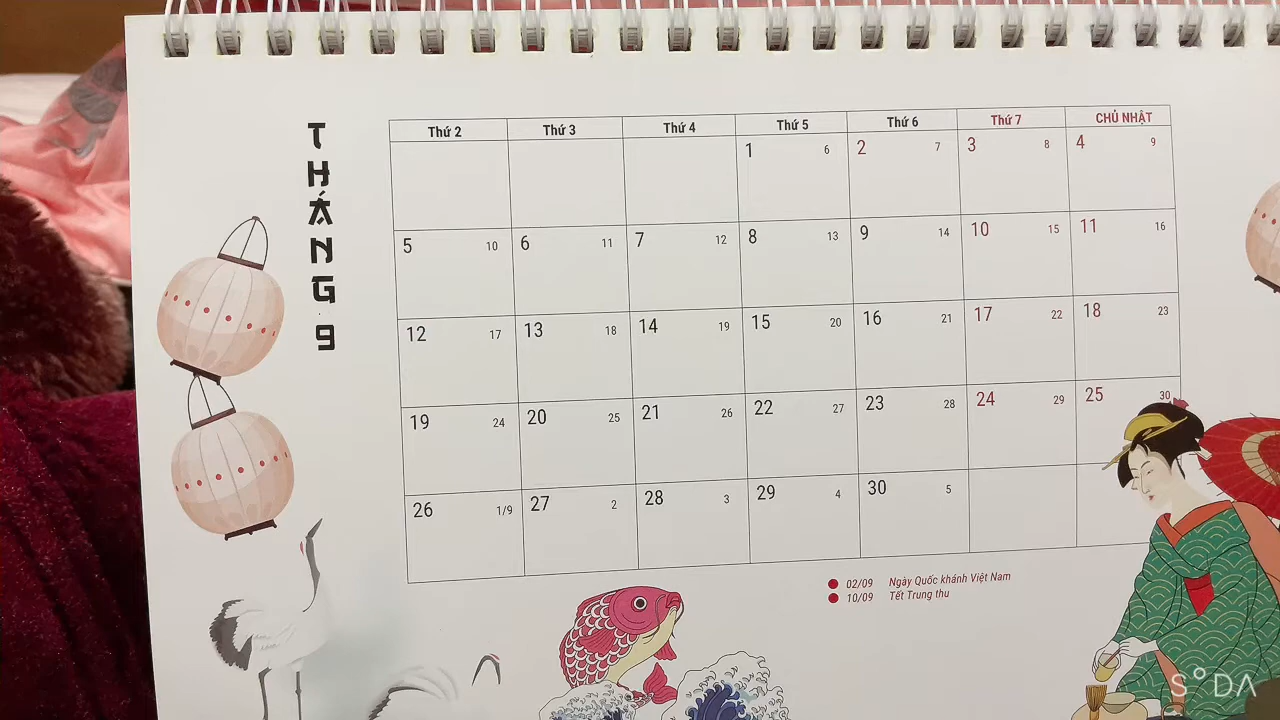 THÁNG 9
Thứ 2 Thứ 3 Thứ 4 Thứ 5 Thứ 6 Thứ 7 CHỦ NHẬT
1 6 2 7 3 8 4 9
5 10 6 11 7 12 8 13 9 14 10 15 11 16
12 17 13 18 14 19 15 20 16 21 17 22 18 23
19 24 20 25 21 26 22 27 23 28 24 29 25 30
26 1/9 27 2 28 3 29 4 30 5
02/09 Ngày Quốc khánh Việt Nam
10/09 Tết Trung thu
SODA